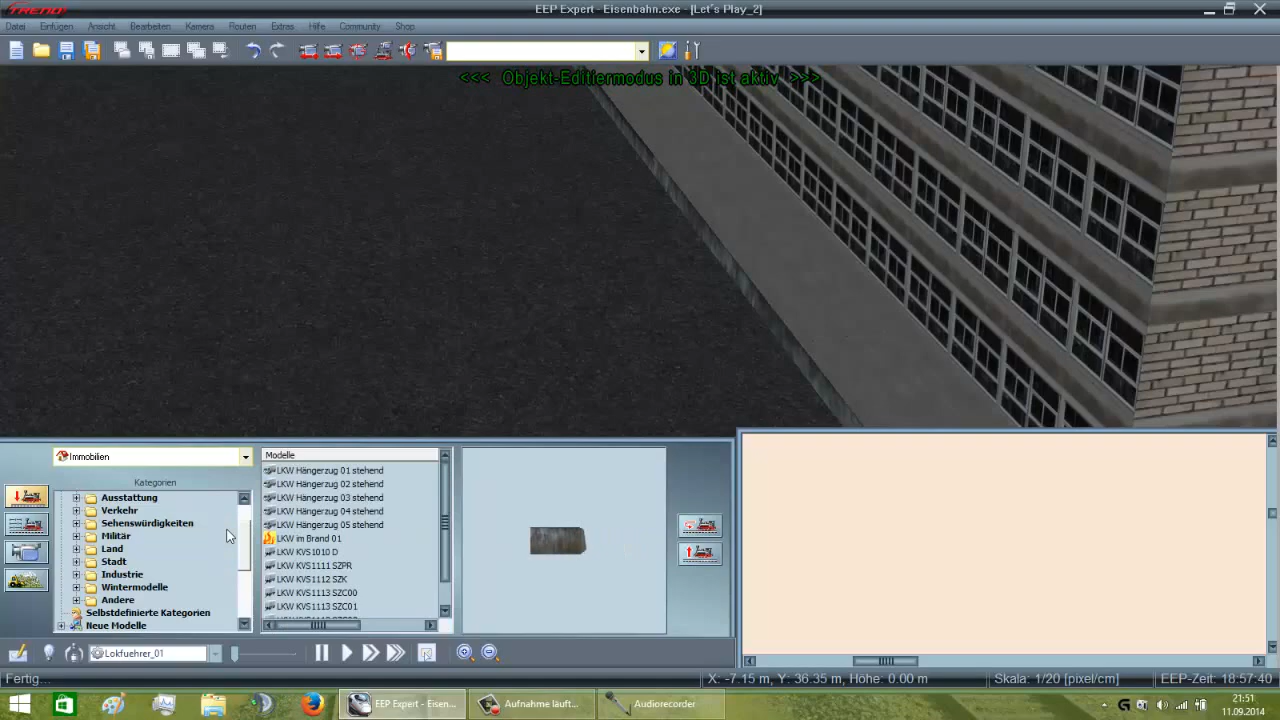 TREND
EEP Expert - Eisenbahn.exe - [Let's Play_2]
Datei Einfügen Ansicht Bearbeiten Kamera Routen Extras Hilfe Community Shop
<<< Objekt-Editiermodus in 3D ist aktiv >>>
Immobilien
Kategorien
Ausstattung
Verkehr
Sehenswürdigkeiten
Militär
Land
Stadt
Industrie
Wintermodelle
Andere
Selbstdefinierte Kategorien
Neue Modelle
Modelle
LKW Hängerzug 01 stehend
LKW Hängerzug 02 stehend
LKW Hängerzug 03 stehend
LKW Hängerzug 04 stehend
LKW Hängerzug 05 stehend
LKW im Brand 01
LKW KVS1010 D
LKW KVS1111 SZPR
LKW KVS1112 SZK
LKW KVS1113 SZC00
LKW KVS1113 SZC01
Lokfuehrer_01
Fertig...
X: -7.15 m, Y: 36.35 m, Höhe: 0.00 m
Skala: 1/20 [pixel/cm]
EEP-Zeit: 18:57:40
EEP Expert - Eisen...
Aufnahme läuft...
Audiorecorder
21:51
11.09.2014